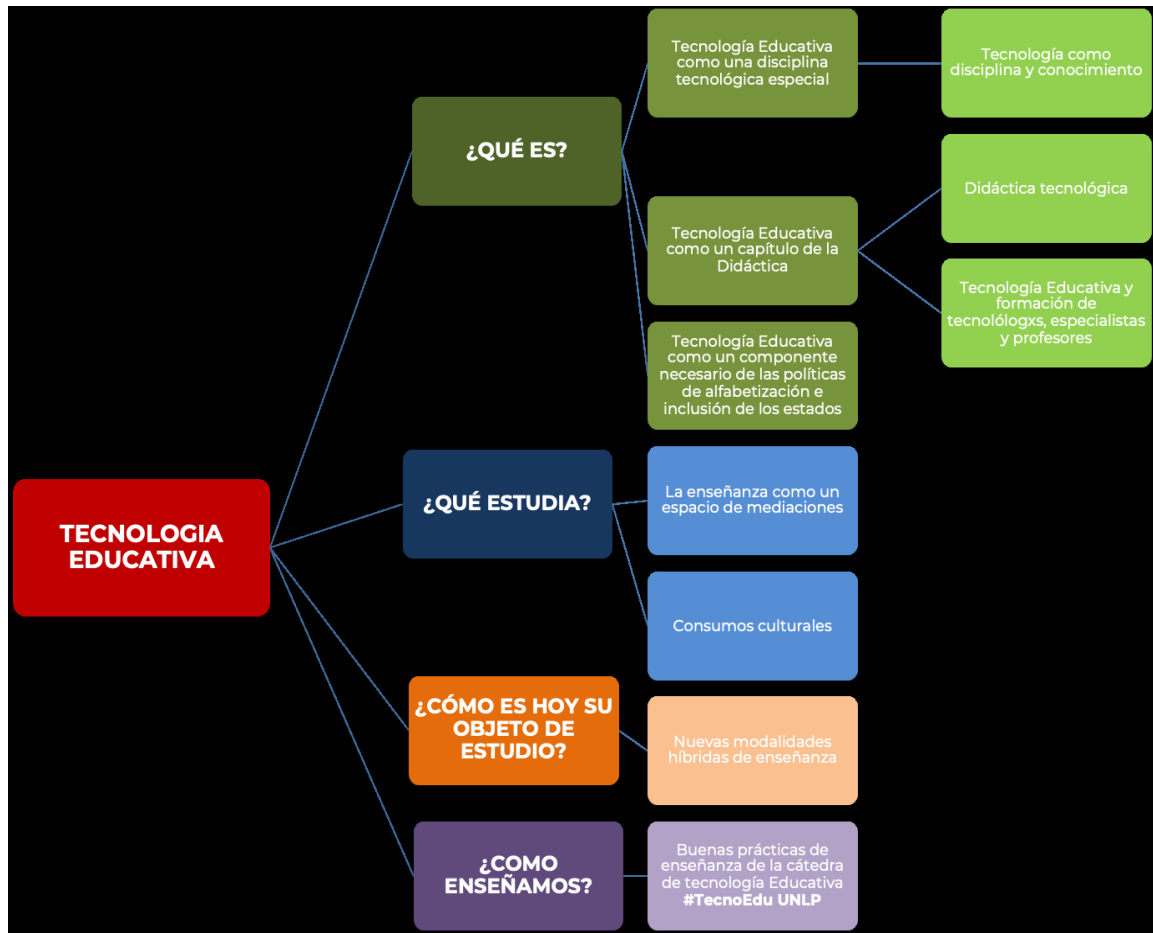 TECNOLOGIA
EDUCATIVA
¿QUÉ ES?
Tecnología Educativa
como una disciplina
tecnológica especial
Tecnología como
disciplina y conocimiento
Tecnología Educativa
como un capítulo de la
Didáctica
Didáctica tecnológica
Tecnología Educativa y
formación de
tecnolólogxs, especialistas
y profesores
Tecnología Educativa
como un componente
necesario de las políticas
de alfabetización e
inclusión de los estados
¿QUÉ ESTUDIA?
La enseñanza como un
espacio de mediaciones
Consumos culturales
¿CÓMO ES HOY SU
OBJETO DE
ESTUDIO?
Nuevas modalidades
híbridas de enseñanza
¿COMO
ENSEÑAMOS?
Buenas prácticas de
enseñanza de la cátedra
de tecnología Educativa
#TecnoEdu UNLP